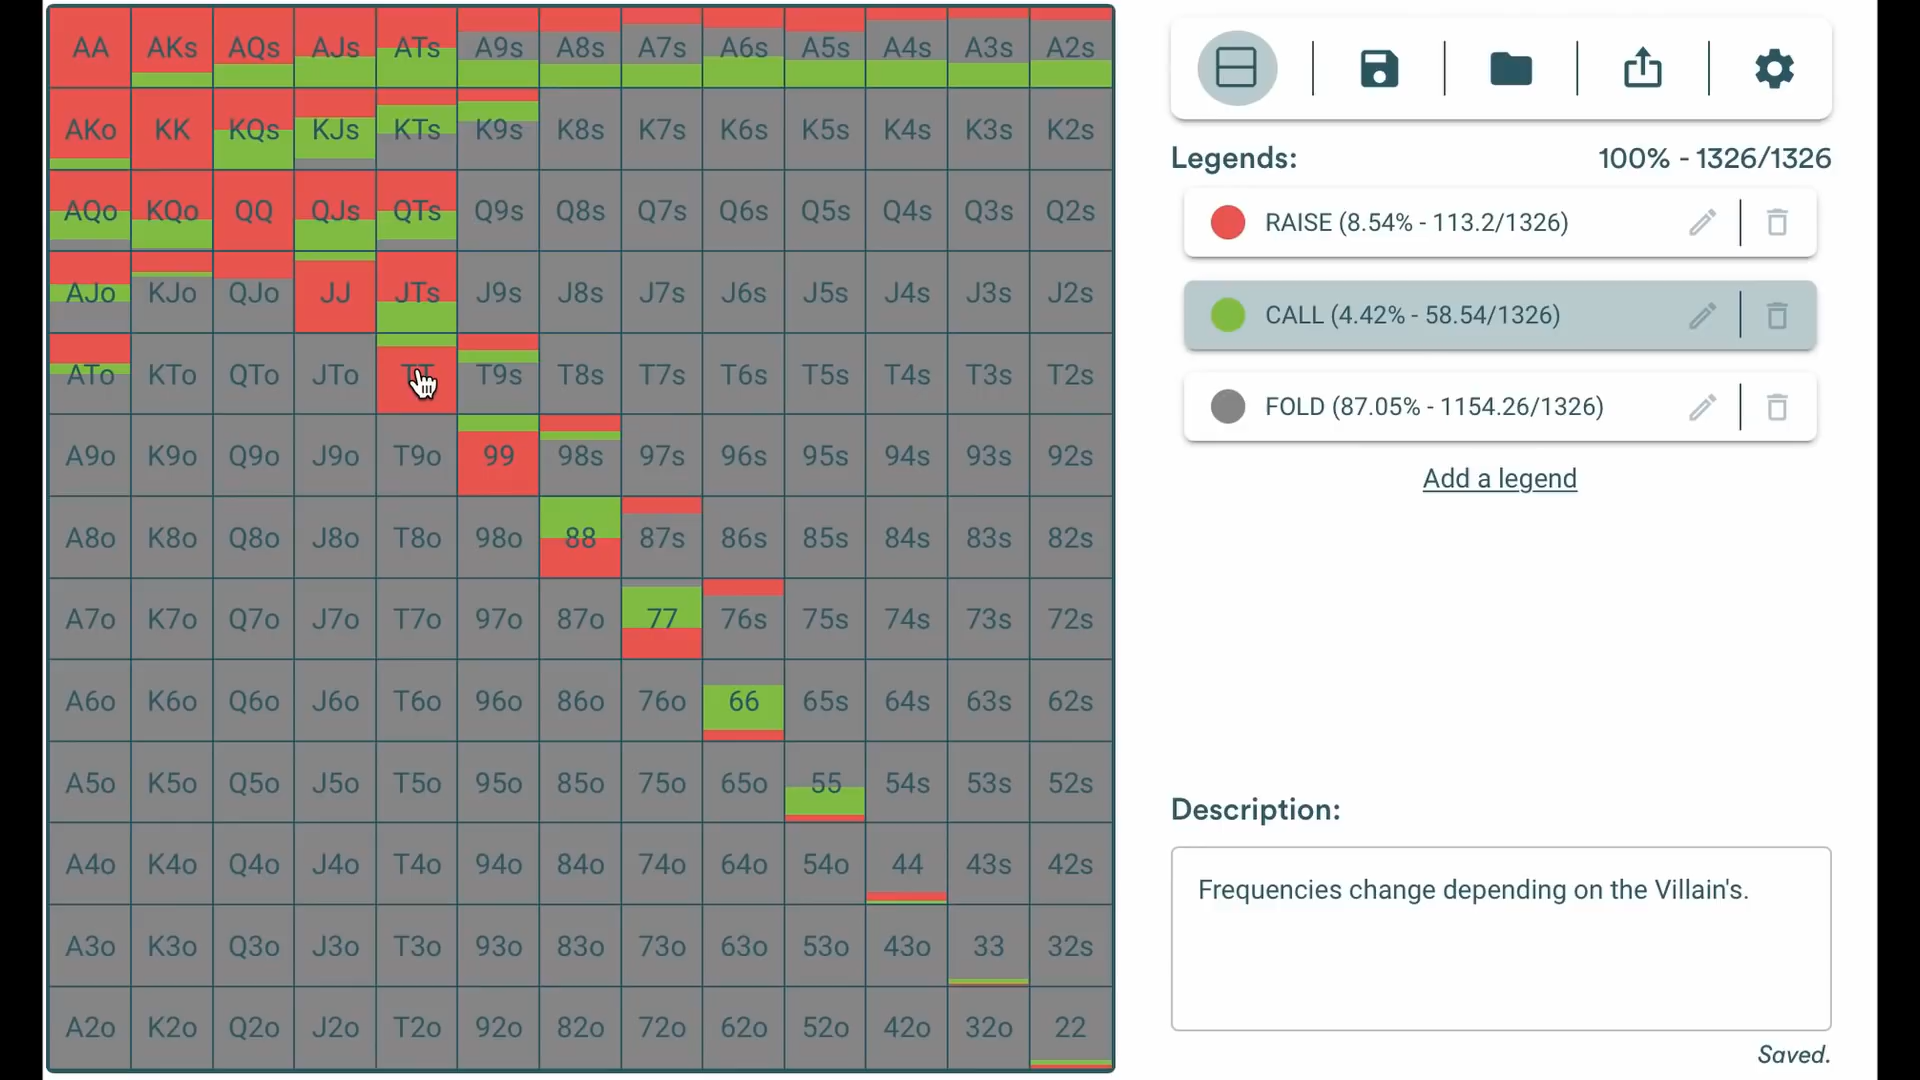 AA AKs AQs AJs ATs A9s A8s A7s A6s A5s A4s A3s A2s
AKo KK KQs KJs KTs K9s K8s K7s K6s K5s K4s K3s K2s
AQo KQo QQ QJs QTs Q9s Q8s Q7s Q6s Q5s Q4s Q3s Q2s
AJo KJo QJo JJ JTs J9s J8s J7s J6s J5s J4s J3s J2s
ATo KTo QTo JTo TT T9s T8s T7s T6s T5s T4s T3s T2s
A9o K9o Q9o J9o T9o 99 98s 97s 96s 95s 94s 93s 92s
A8o K8o Q8o J8o T8o 98o 88 87s 86s 85s 84s 83s 82s
A7o K7o Q7o J7o T7o 97o 87o 77 76s 75s 74s 73s 72s
A6o K6o Q6o J6o T6o 96o 86o 76o 66 65s 64s 63s 62s
A5o K5o Q5o J5o T5o 95o 85o 75o 65o 55 54s 53s 52s
A4o K4o Q4o J4o T4o 94o 84o 74o 64o 54o 44 43s 42s
A3o K3o Q3o J3o T3o 93o 83o 73o 63o 53o 43o 33 32s
A2o K2o Q2o J2o T2o 92o 82o 72o 62o 52o 42o 32o 22
Legends: 100% - 1326/1326
RAISE (8.54% - 113.2/1326)
CALL (4.42% - 58.54/1326)
FOLD (87.05% - 1154.26/1326)
Add a legend
Description:
Frequencies change depending on the Villain's.
Saved.